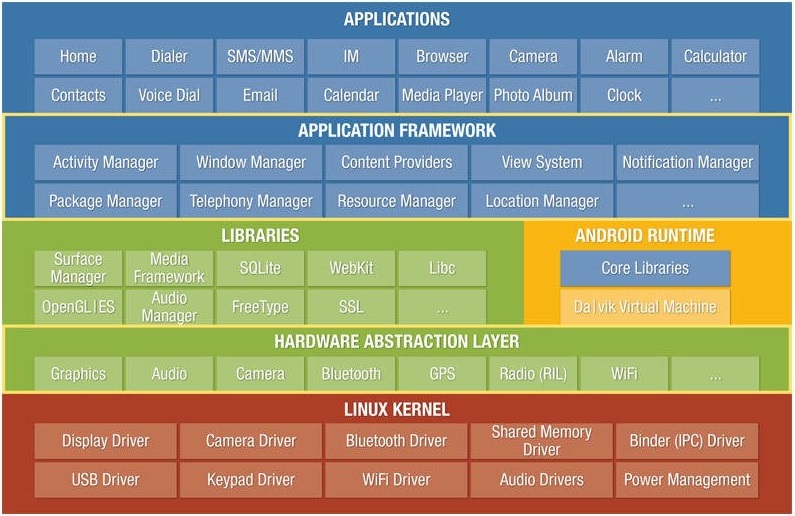 APPLICATIONS
Home Dialer SMS/MMS IM Browser Camera Alarm Calculator
Contacts Voice Dial Email Calendar Media Player Photo Album Clock ...
APPLICATION FRAMEWORK
Activity Manager Window Manager Content Providers View System Notification Manager
Package Manager Telephony Manager Resource Manager Location Manager ...
LIBRARIES
Surface
Manager
Media
Framework
SQLite WebKit Libc
OpenGL|ES
Audio
Manager
FreeType SSL ...
ANDROID RUNTIME
Core Libraries
Dalvik Virtual Machine
HARDWARE ABSTRACTION LAYER
Graphics Audio Camera Bluetooth GPS Radio (RIL) WiFi ...
LINUX KERNEL
Display Driver Camera Driver Bluetooth Driver
Shared Memory
Driver
Binder (IPC) Driver
USB Driver Keypad Driver WiFi Driver Audio Drivers Power Management